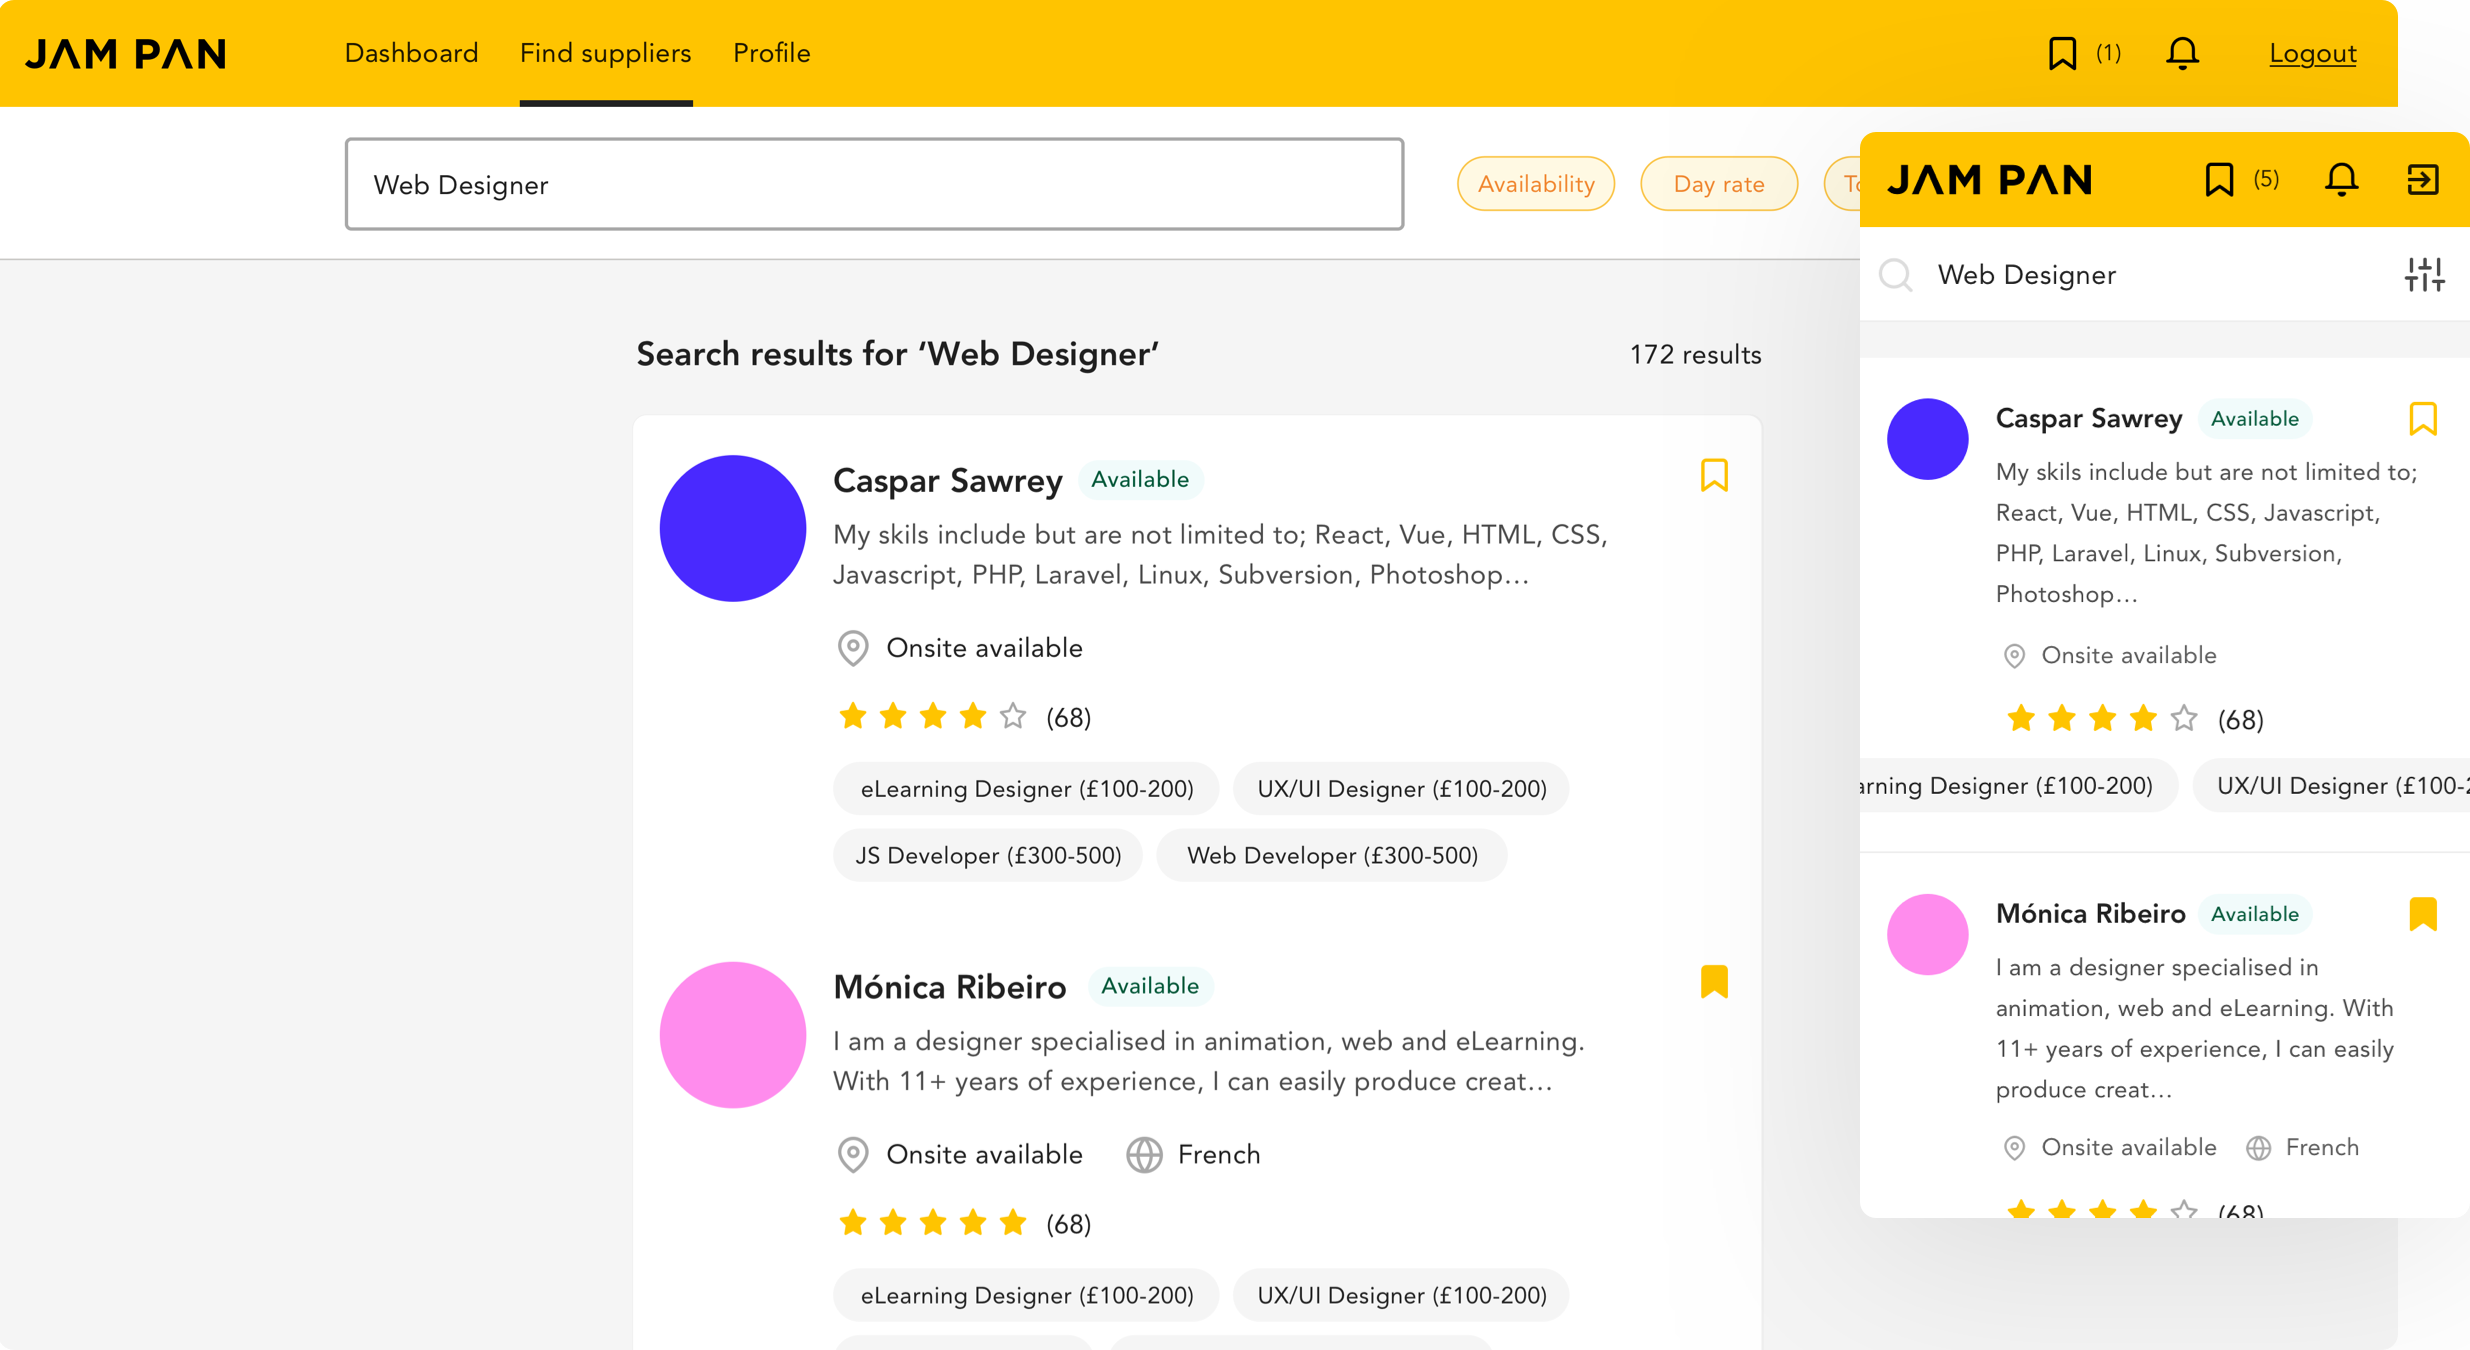 JAM PAN
Dashboard Find suppliers Profile
(1)
Logout
Web Designer
Availability Day rate
Search results for ‘Web Designer’
172 results
Caspar Sawrey Available
My skils include but are not limited to; React, Vue, HTML, CSS,
Javascript, PHP, Laravel, Linux, Subversion, Photoshop...
Onsite available
(68)
eLearning Designer (£100-200) UX/UI Designer (£100-200)
JS Developer (£300-500) Web Developer (£300-500)
Mónica Ribeiro Available
I am a designer specialised in animation, web and eLearning.
With 11+ years of experience, I can easily produce creat...
Onsite available French
(68)
eLearning Designer (£100-200) UX/UI Designer (£100-200)
JAM PAN
(5)
Web Designer
Caspar Sawrey Available
My skils include but are not limited to;
React, Vue, HTML, CSS, Javascript,
PHP, Laravel, Linux, Subversion,
Photoshop...
Onsite available
(68)
arning Designer (£100-200) UX/UI Designer (£100-2
Mónica Ribeiro Available
I am a designer specialised in
animation, web and eLearning. With
11+ years of experience, I can easily
produce creat...
Onsite available French
(68)